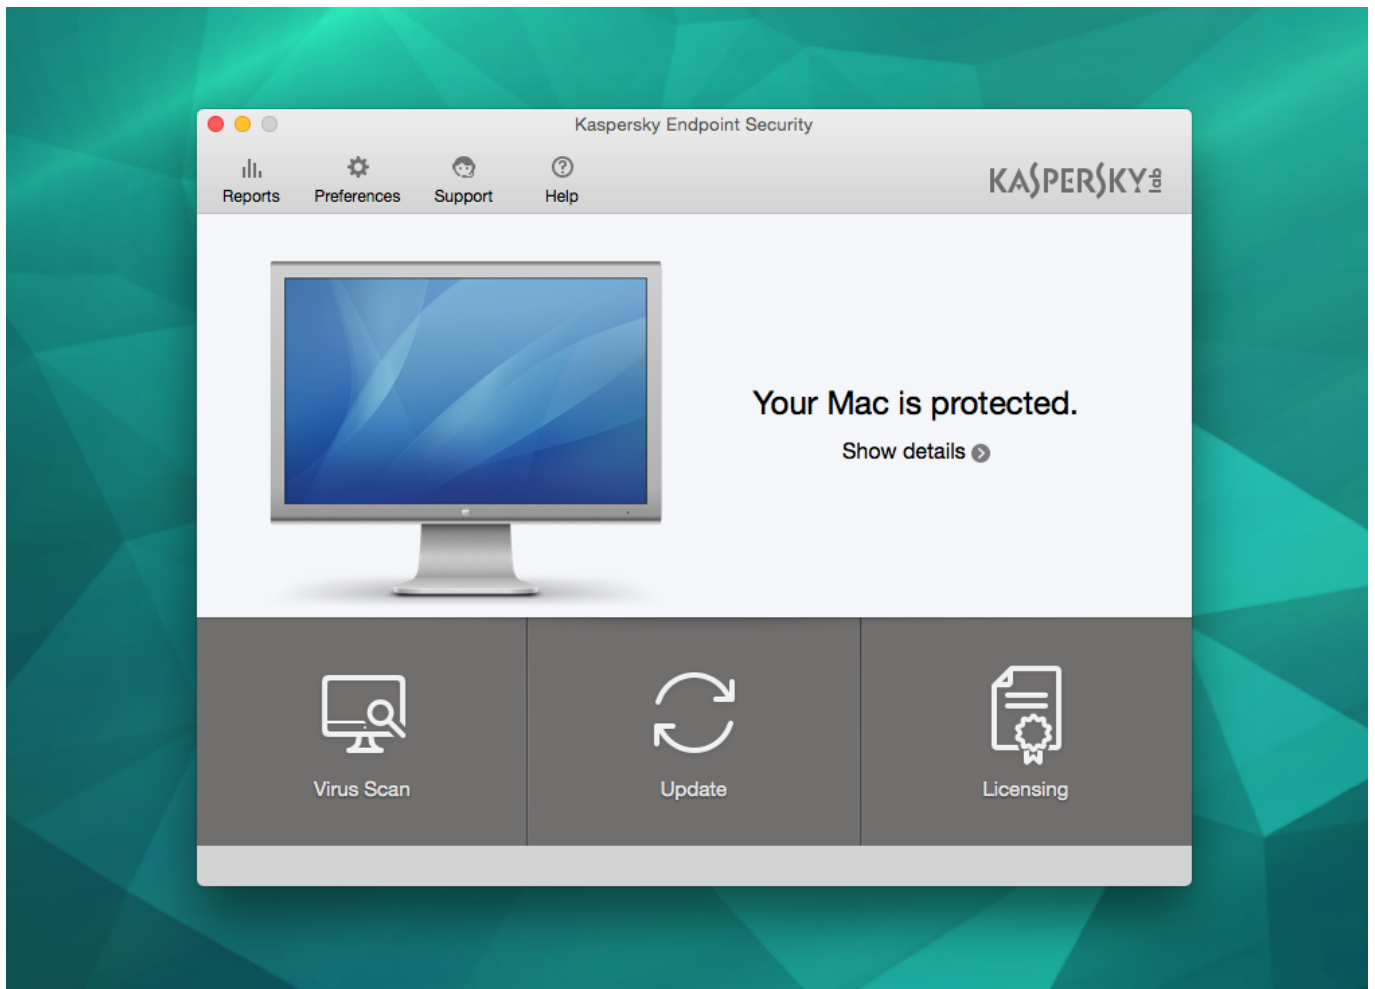 Kaspersky Endpoint Security
Reports Preferences Support Help
KASPERSKY lab
Your Mac is protected.
Show details
Virus Scan Update Licensing